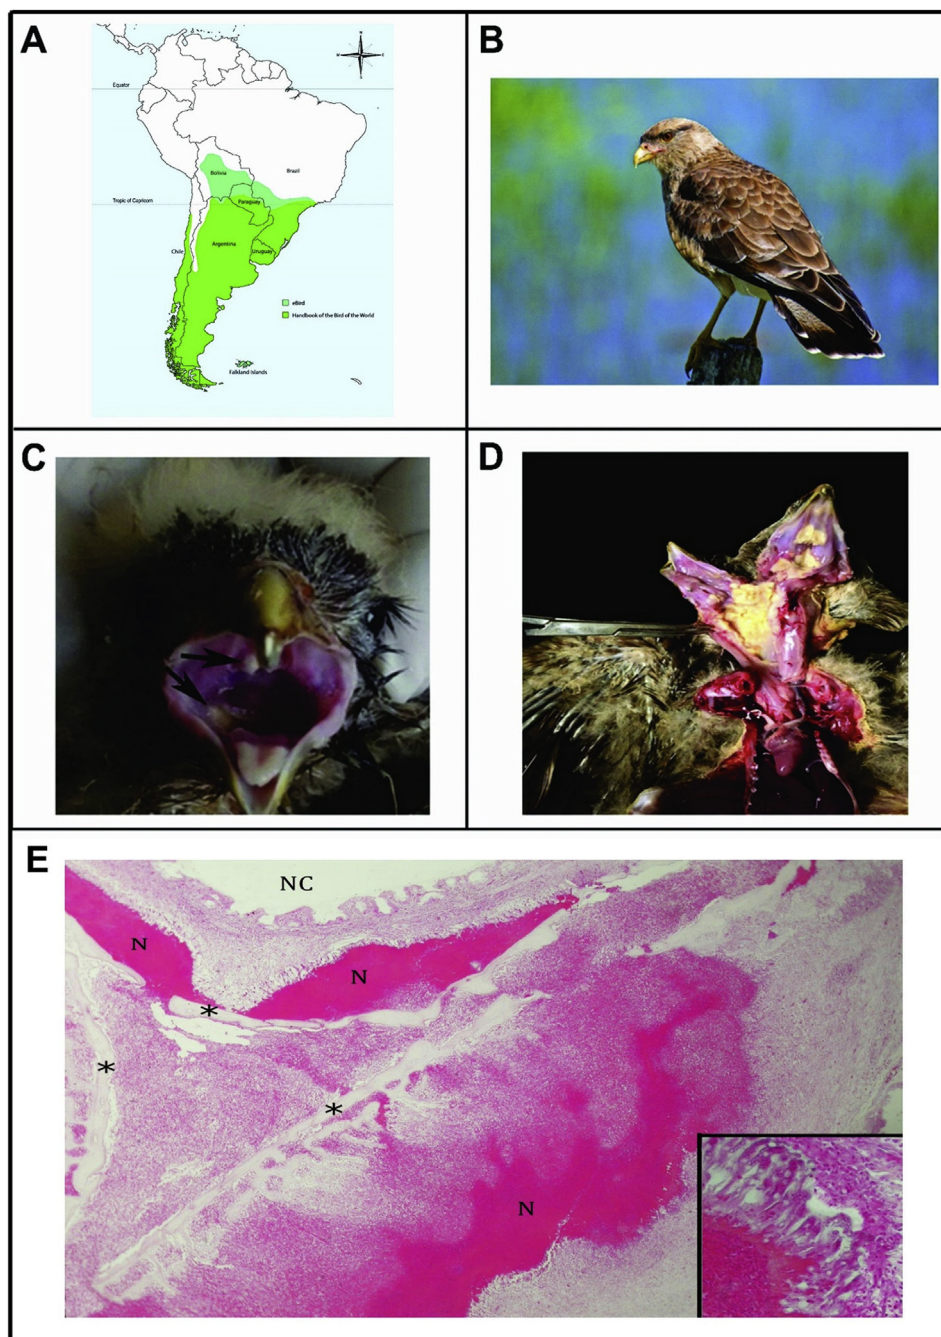 A
N
W
E
S
Equator
Bolivia
Brazil
Tropic of Capricorn
Paraguay
Chile
Argentina
Uruguay
eBird
Handbook of the Bird of the World
Falkland Islands
B
C
D
E
NC
N
N
*
*
*
N